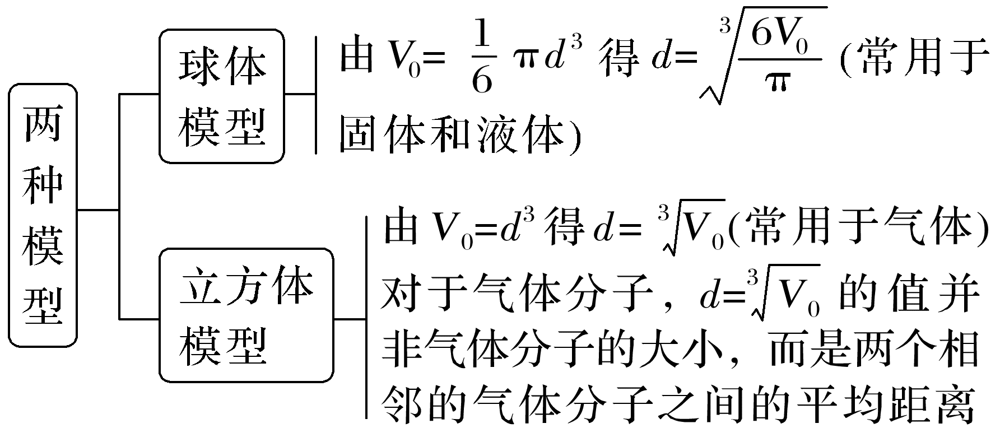 两种模型
球体
模型
由 V₀= 1/6 πd³ 得 d=∛(6V₀/π) (常用于
固体和液体)
立方体
模型
由 V₀=d³ 得 d= ∛V₀(常用于气体)
对于气体分子，d=∛V₀ 的值并
非气体分子的大小，而是两个相
邻的气体分子之间的平均距离